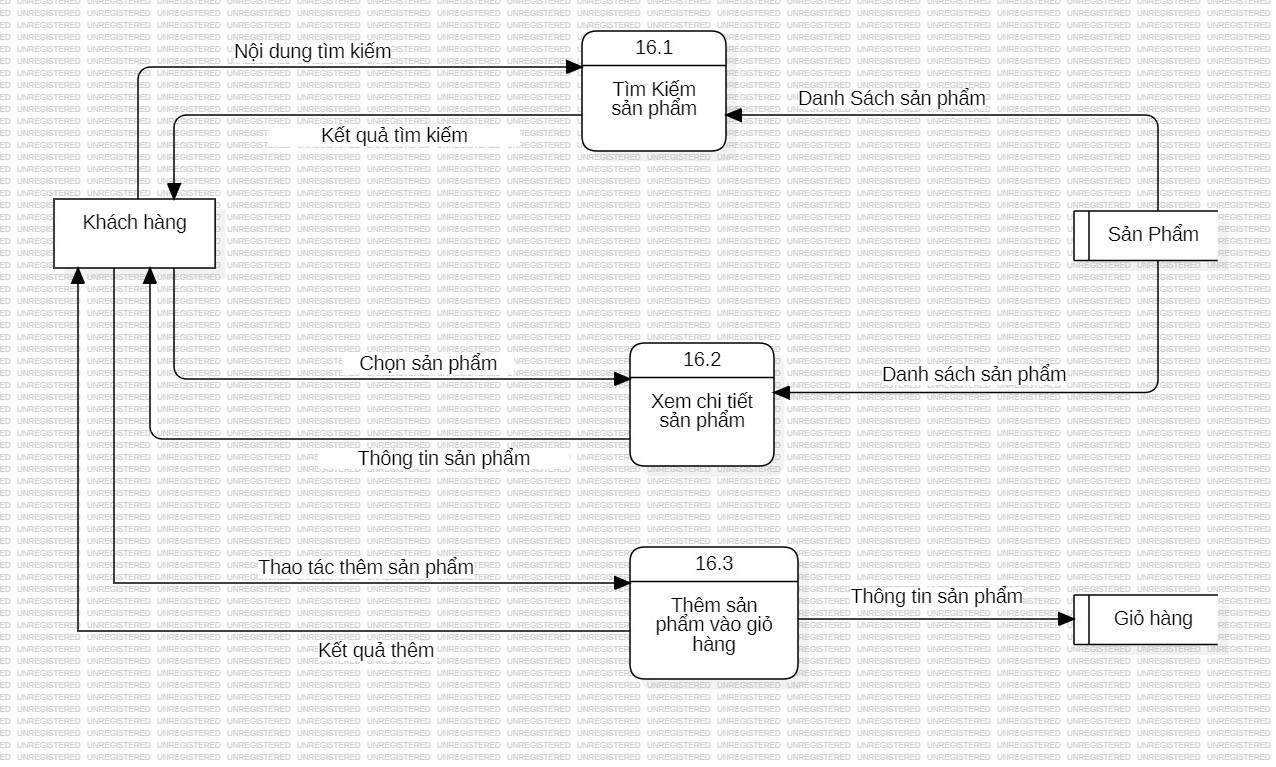 Nội dung tìm kiếm
16.1
Tìm Kiếm
sản phẩm
Danh Sách sản phẩm
Kết quả tìm kiếm
Khách hàng
Sản Phẩm
Chọn sản phẩm
16.2
Xem chi tiết
sản phẩm
Danh sách sản phẩm
Thông tin sản phẩm
Thao tác thêm sản phẩm
16.3
Thêm sản
phẩm vào giỏ
hàng
Thông tin sản phẩm
Giỏ hàng
Kết quả thêm
UNREGISTERED